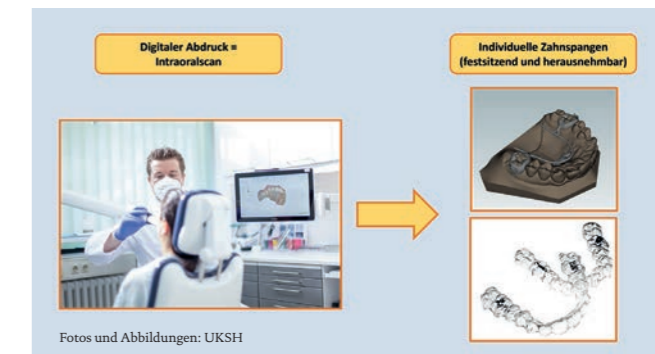 Digitaler Abdruck =
Intraoralscan
Individuelle Zahnspangen
(festsitzend und herausnehmbar)
Fotos und Abbildungen: UKSH